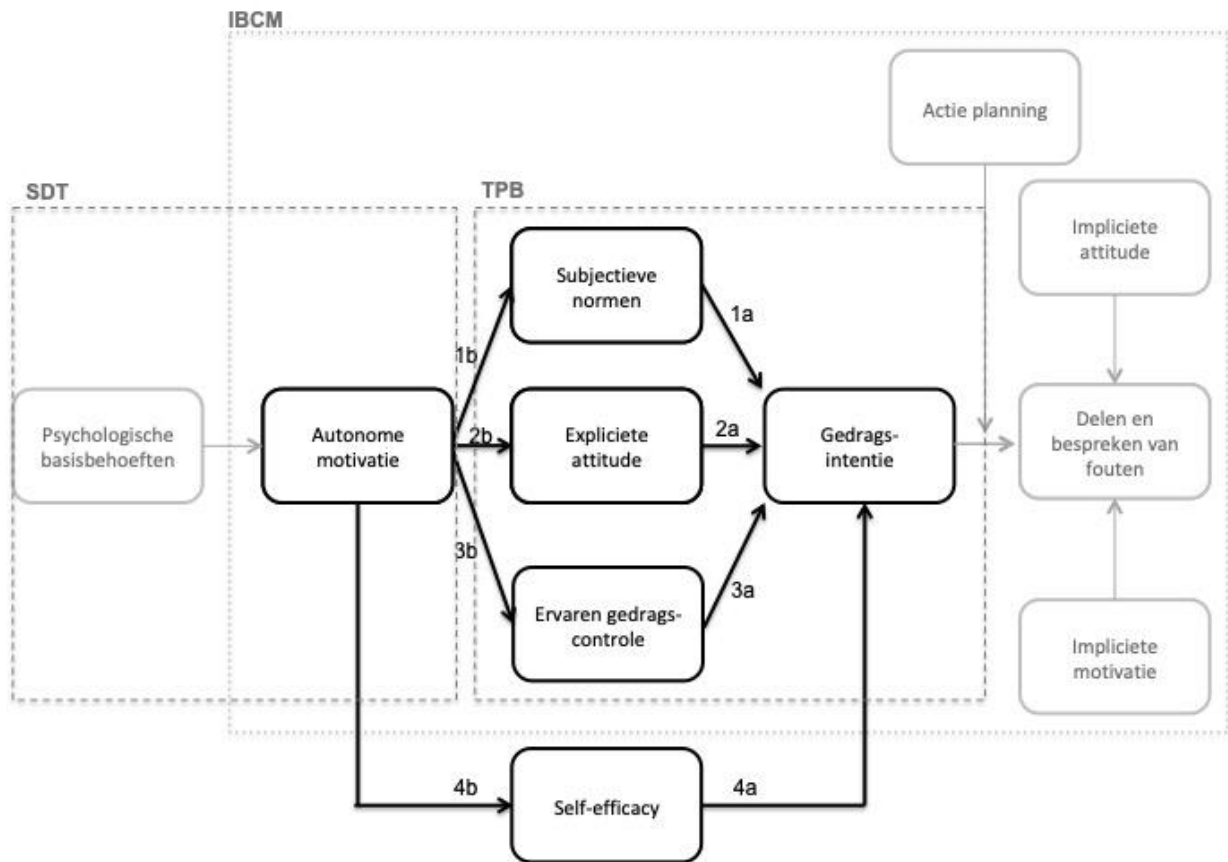 IBCM
Actie planning
SDT
TPB
Impliciete
attitude
Subjectieve
normen
1a
1b
Psychologische
basisbehoeften
Autonome
motivatie
2b
Expliciete
attitude
2a
Gedrags-
intentie
Delen en
bespreken van
fouten
3b
3a
Ervaren gedrags-
controle
Impliciete
motivatie
4b
Self-efficacy
4a